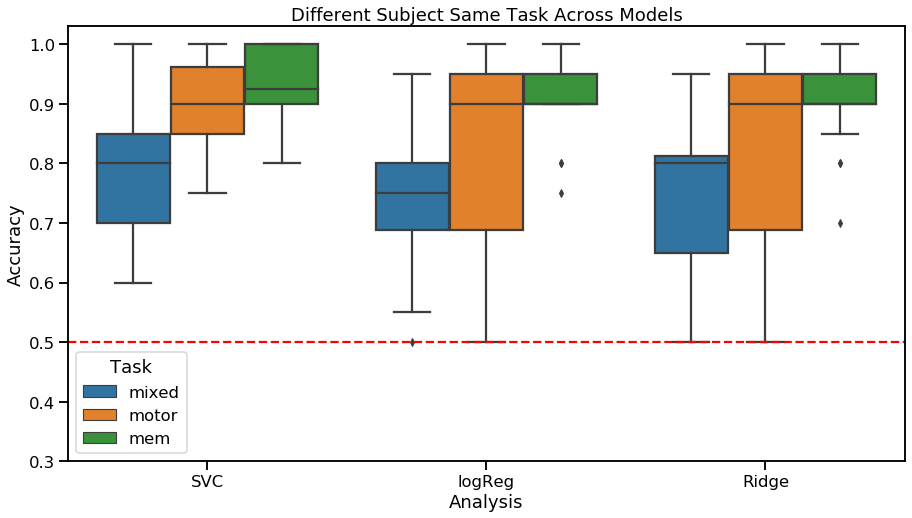 Different Subject Same Task Across Models
Accuracy
1.0
0.9
0.8
0.7
0.6
0.5
0.4
0.3
Task
mixed
motor
mem
SVC
logReg
Ridge
Analysis